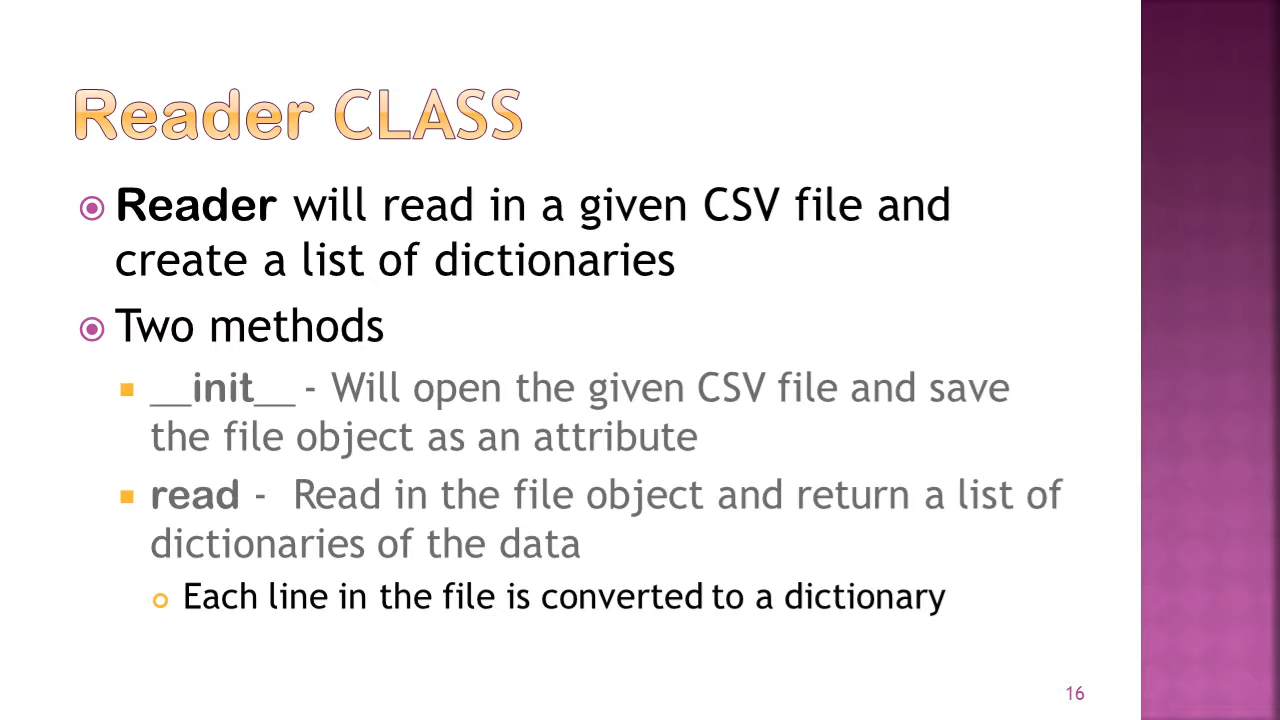 Reader CLASS
Reader will read in a given CSV file and
create a list of dictionaries
Two methods
__init__ - Will open the given CSV file and save
the file object as an attribute
read - Read in the file object and return a list of
dictionaries of the data
Each line in the file is converted to a dictionary
16